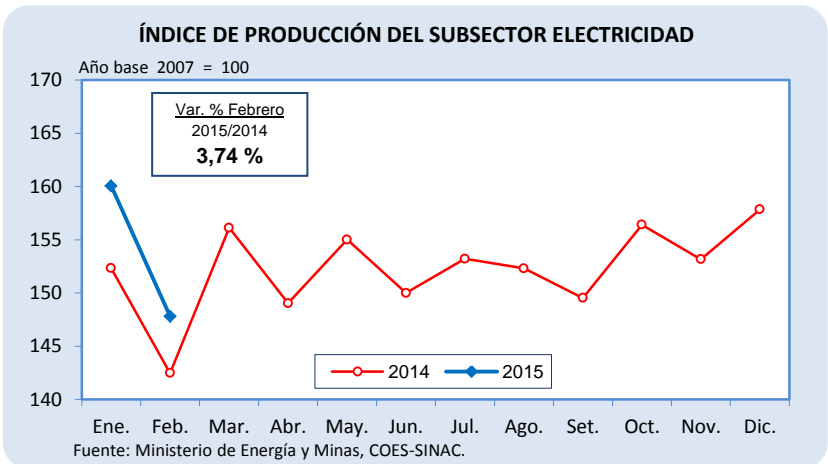 ÍNDICE DE PRODUCCIÓN DEL SUBSECTOR ELECTRICIDAD
Año base 2007 = 100
Var. % Febrero
2015/2014
3,74 %
170
165
160
155
150
145
140
2014 2015
Ene. Feb. Mar. Abr. May. Jun. Jul. Ago. Set. Oct. Nov. Dic.
Fuente: Ministerio de Energía y Minas, COES-SINAC.